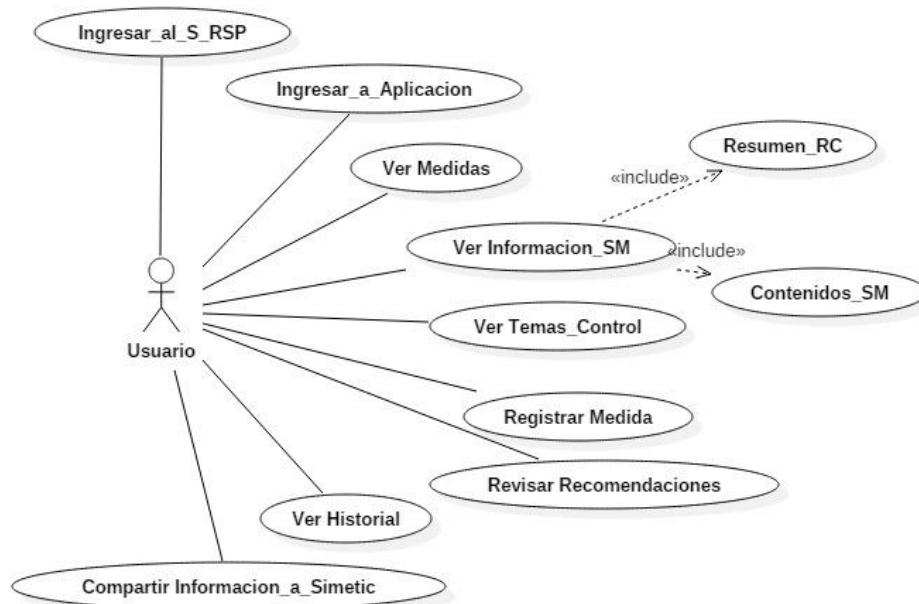 Ingresar_al_S_RSP
Ingresar_a_Aplicacion
Resumen_RC
Ver Medidas
«include»
Ver Informacion_SM
«include»
Contenidos_SM
Ver Temas_Control
Usuario
Registrar Medida
Revisar Recomendaciones
Ver Historial
Compartir Informacion_a_Simetic